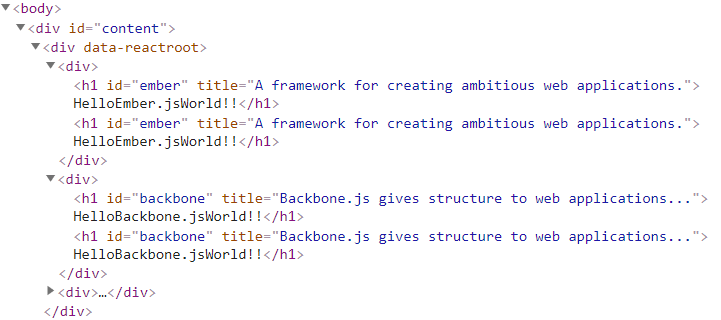 <body>
<div id="content">
<div data-reactroot>
<div>
<h1 id="ember" title="A framework for creating ambitious web applications.">
HelloEmber.jsWorld!!</h1>
<h1 id="ember" title="A framework for creating ambitious web applications.">
HelloEmber.jsWorld!!</h1>
</div>
<div>
<h1 id="backbone" title="Backbone.js gives structure to web applications...">
HelloBackbone.jsWorld!!</h1>
<h1 id="backbone" title="Backbone.js gives structure to web applications...">
HelloBackbone.jsWorld!!</h1>
</div>
<div>…</div>
</div>